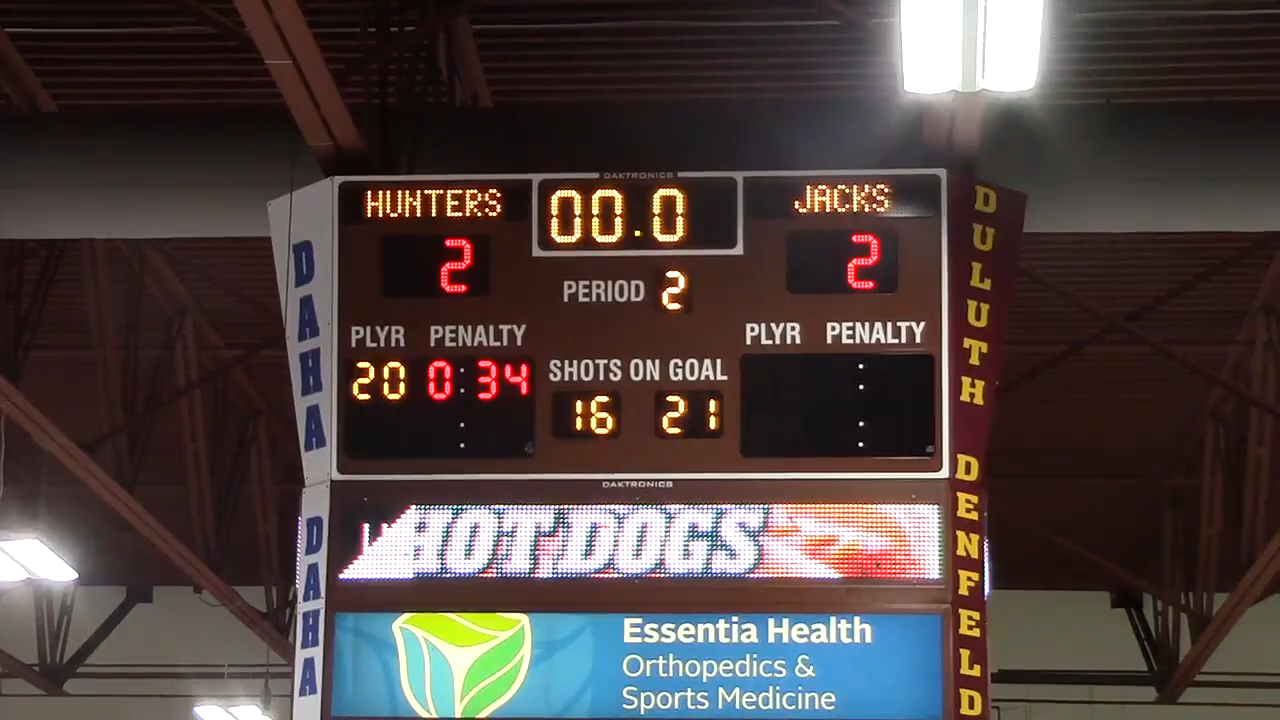 DAKTRONICS
HUNTERS 00.0 JACKS
2 2
PERIOD 2
PLYR PENALTY PLYR PENALTY
20 0:34 SHOTS ON GOAL :
: 16 21 :
DAKTRONICS
HOT DOGS
Essentia Health
Orthopedics &
Sports Medicine
DAHA
DAHA
DULUTH
DENFELD